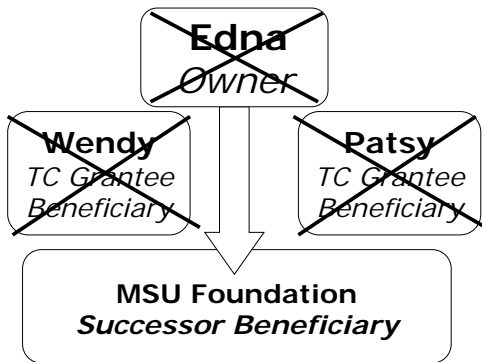 Edna
Owner
Wendy
TC Grantee
Beneficiary
Patsy
TC Grantee
Beneficiary
MSU Foundation
Successor Beneficiary